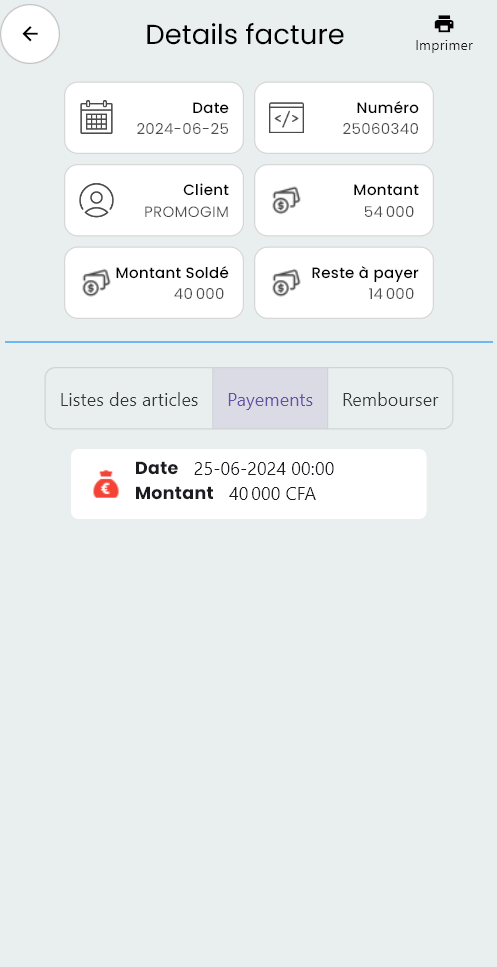 Details facture
Imprimer
Date
2024-06-25
Numéro
25060340
Client
PROMOGIM
Montant
54 000
Montant Soldé
40 000
Reste à payer
14 000
Listes des articles
Payements
Rembourser
Date 25-06-2024 00:00
Montant 40 000 CFA